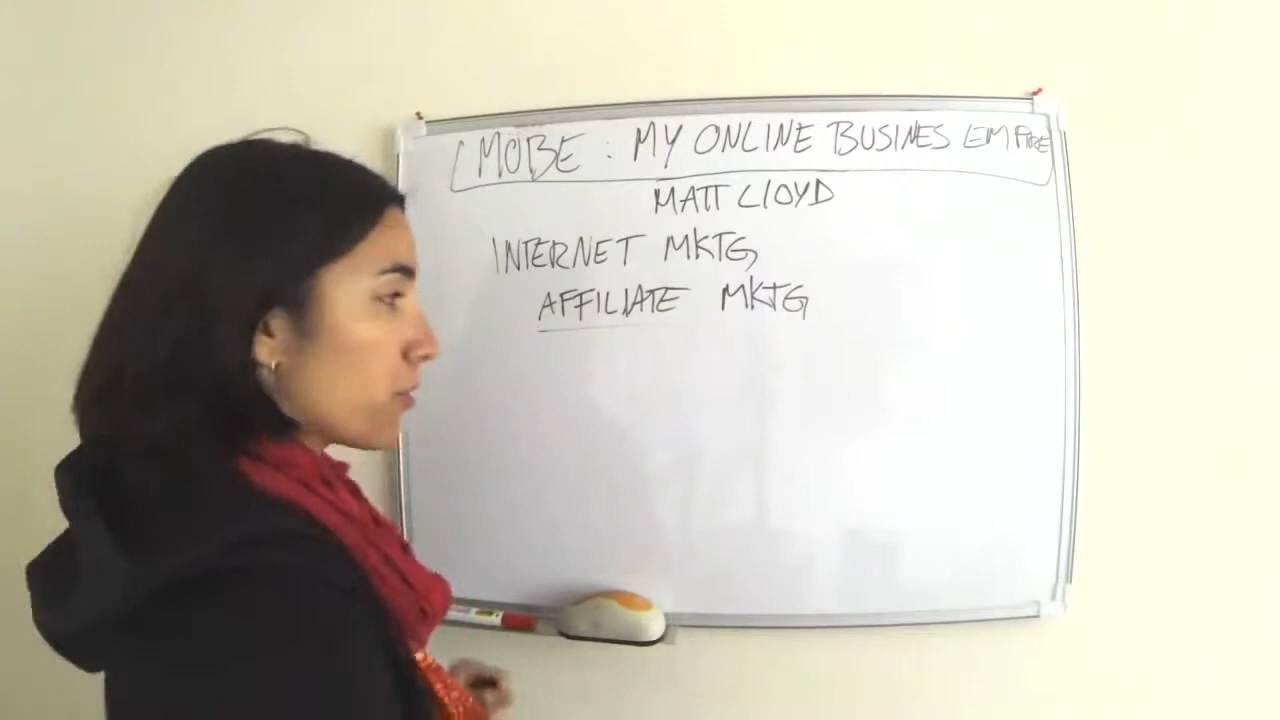 MOBE : MY ONLINE BUSINES EMPIRE
MATT LLOYD
INTERNET MKTG
AFFILIATE MKTG